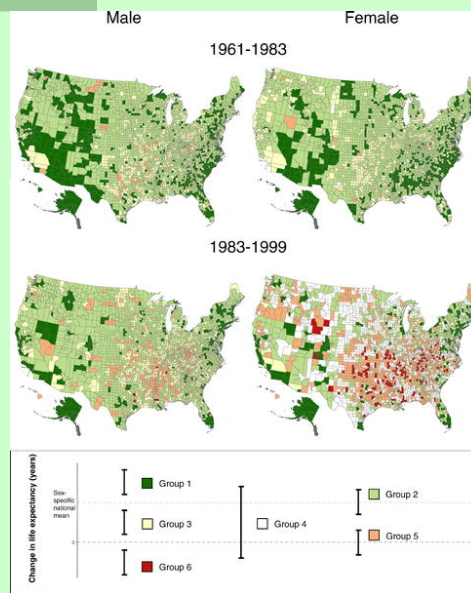 Male Female
1961-1983
1983-1999
Change in life expectancy (years)
Sex-
specific
national
mean
0
Group 1
Group 2
Group 3
Group 4
Group 5
Group 6